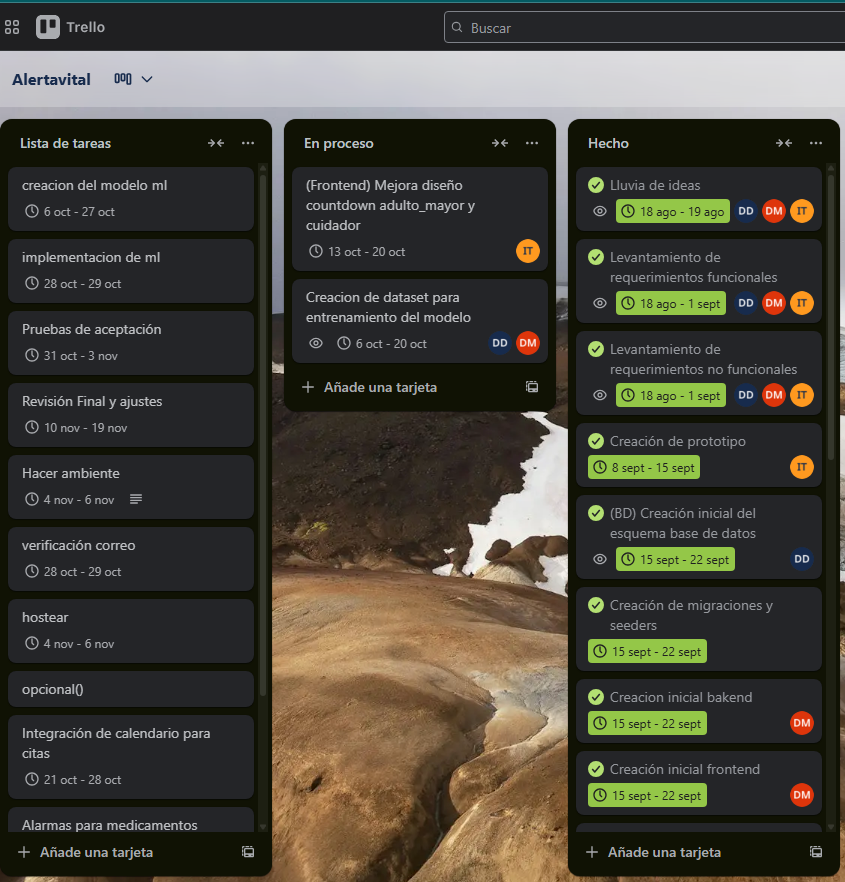 Trello
Buscar
Alertavital
Lista de tareas
creacion del modelo ml
6 oct - 27 oct
implementacion de ml
28 oct - 29 oct
Pruebas de aceptación
31 oct - 3 nov
Revisión Final y ajustes
10 nov - 19 nov
Hacer ambiente
4 nov - 6 nov
verificación correo
28 oct - 29 oct
hostear
4 nov - 6 nov
opcional()
Integración de calendario para
citas
21 oct - 28 oct
Alarmas para medicamentos
Añade una tarjeta
En proceso
(Frontend) Mejora diseño
countdown adulto_mayor y
cuidador
13 oct - 20 oct
IT
Creacion de dataset para
entrenamiento del modelo
6 oct - 20 oct
DD DM
Añade una tarjeta
Hecho
Lluvia de ideas
18 ago - 19 ago DD DM IT
Levantamiento de
requerimientos funcionales
18 ago - 1 sept DD DM IT
Levantamiento de
requerimientos no funcionales
18 ago - 1 sept DD DM IT
Creación de prototipo
8 sept - 15 sept IT
(BD) Creación inicial del
esquema base de datos
15 sept - 22 sept DD
Creación de migraciones y
seeders
15 sept - 22 sept
Creacion inicial bakend
15 sept - 22 sept DM
Creación inicial frontend
15 sept - 22 sept DM
Añade una tarjeta